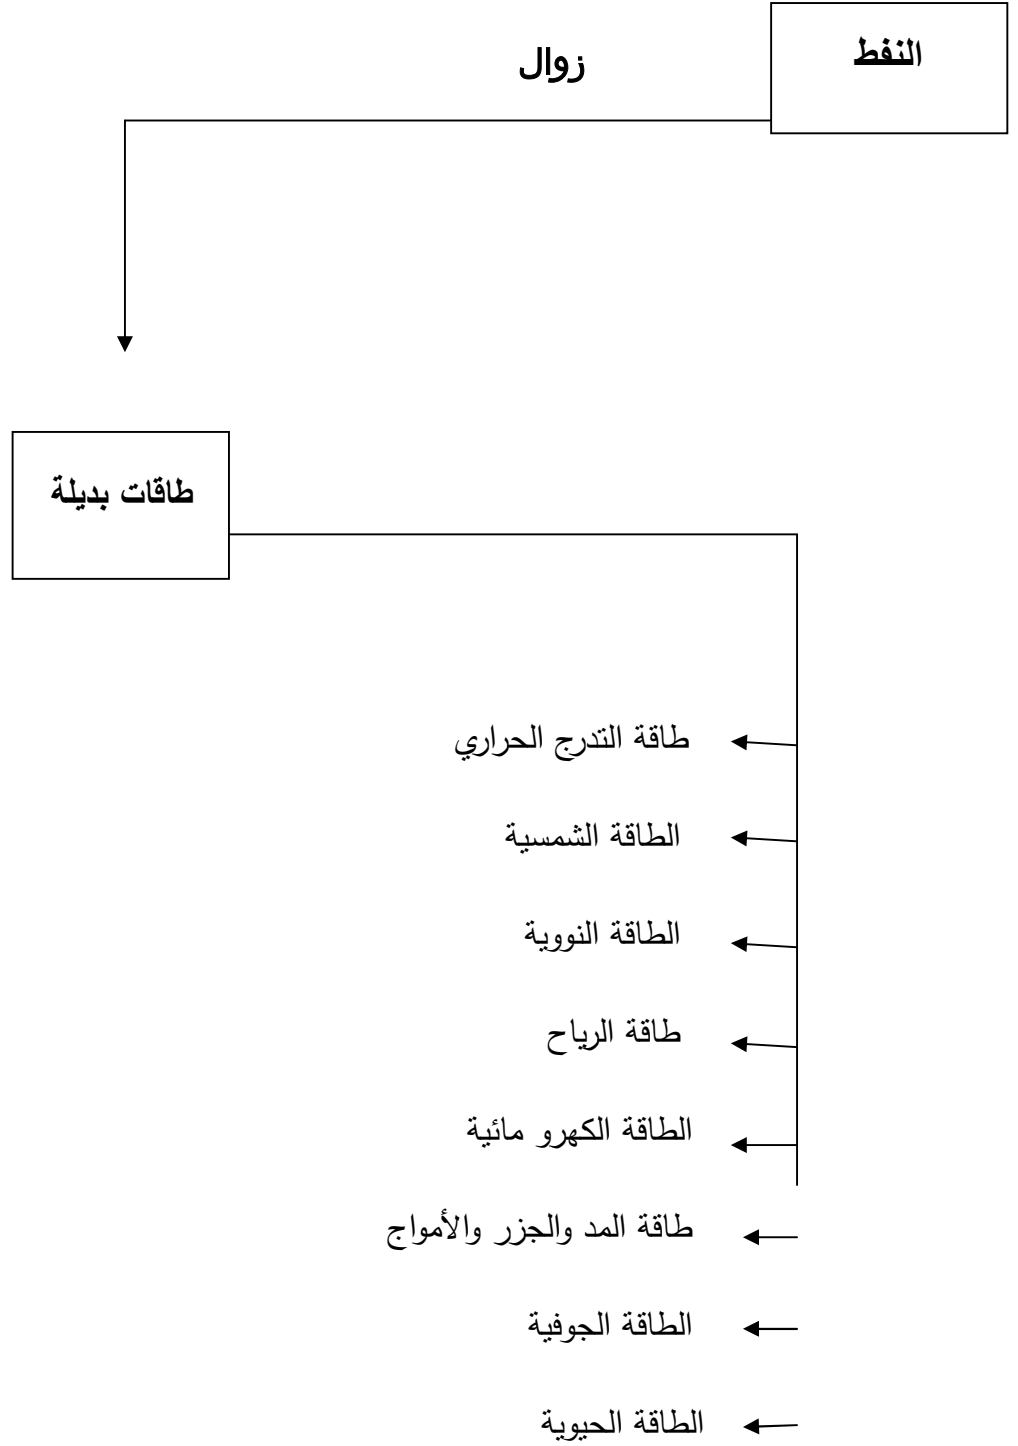 النفط
زوال
طاقات بديلة
طاقة التدرج الحراري
الطاقة الشمسية
الطاقة النووية
طاقة الرياح
الطاقة الكهرو مائية
طاقة المد والجزر والأمواج
الطاقة الجوفية
الطاقة الحيوية